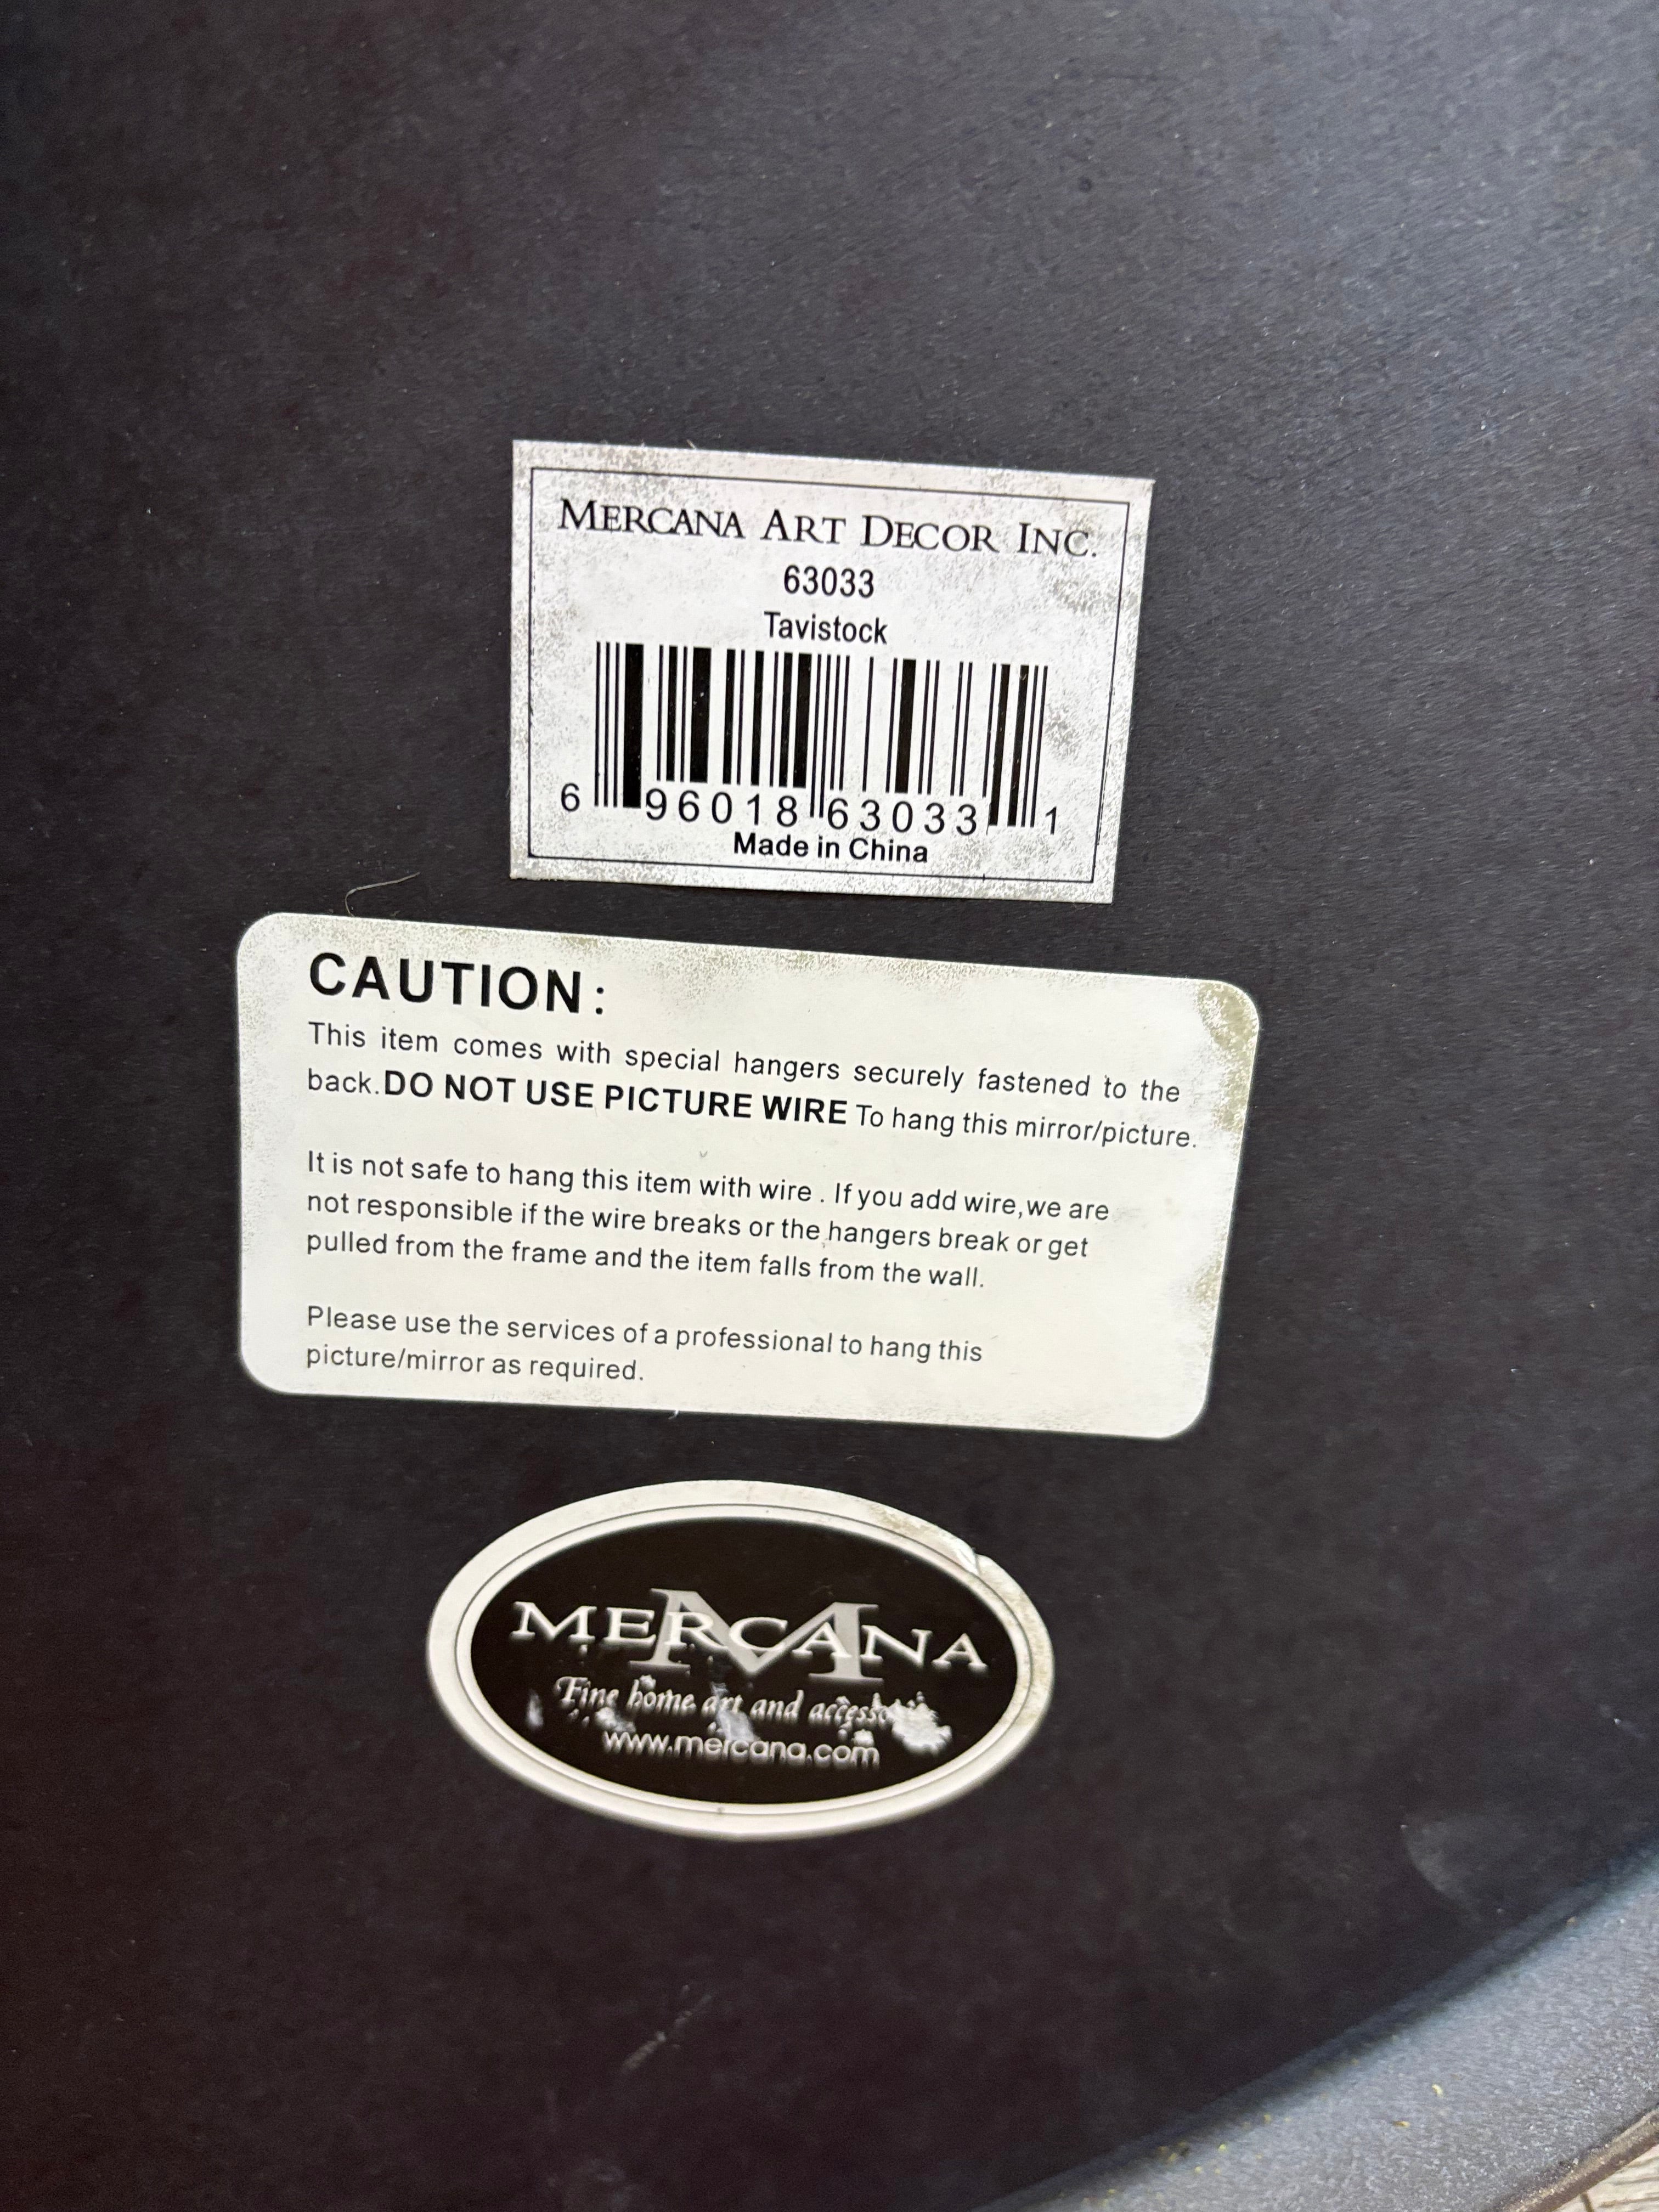 MERCANA ART DECOR INC.
63033
Tavistock
6 96018 63033 1
Made in China
CAUTION:
This item comes with special hangers securely fastened to the
back.DO NOT USE PICTURE WIRE To hang this mirror/picture.
It is not safe to hang this item with wire . If you add wire,we are
not responsible if the wire breaks or the hangers break or get
pulled from the frame and the item falls from the wall.
Please use the services of a professional to hang this
picture/mirror as required.
M
MERCANA
Fine home art and
www.mercana.com